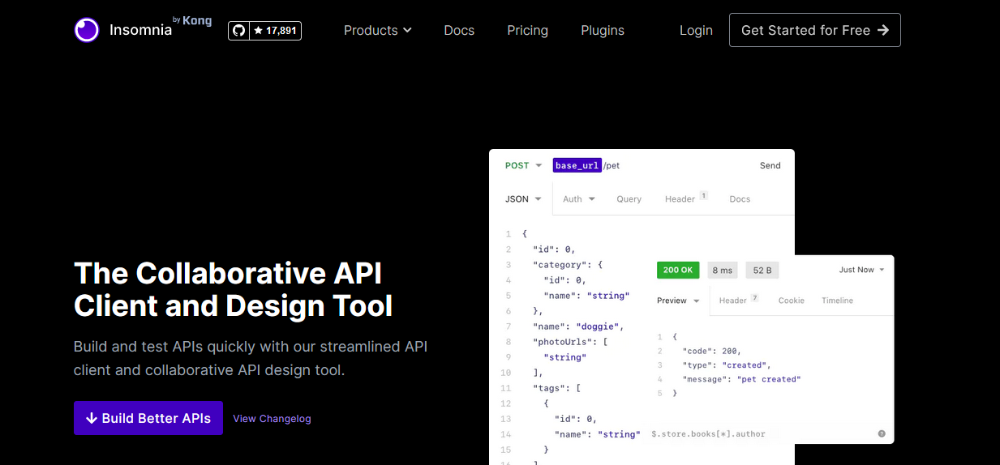 Insomnia by Kong
17,891
Products
Docs
Pricing
Plugins
Login
Get Started for Free
The Collaborative API
Client and Design Tool
Build and test APIs quickly with our streamlined API
client and collaborative API design tool.
Build Better APIs
View Changelog
POST base_url/pet Send
JSON Auth Query Header 1 Docs
1 {
2 "id": 0,
3 "category": {
4 "id": 0,
5 "name": "string"
6 },
7 "name": "doggie",
8 "photoUrls": [
9 "string"
10 ],
11 "tags": [
12 {
13 "id": 0,
14 "name": "string"
15 }
16 ]
200 OK 8 ms 52 B Just Now
Preview Header 7 Cookie Timeline
1 {
2 "code": 200,
3 "type": "created",
4 "message": "pet created"
5 }
$.store.books[*].author